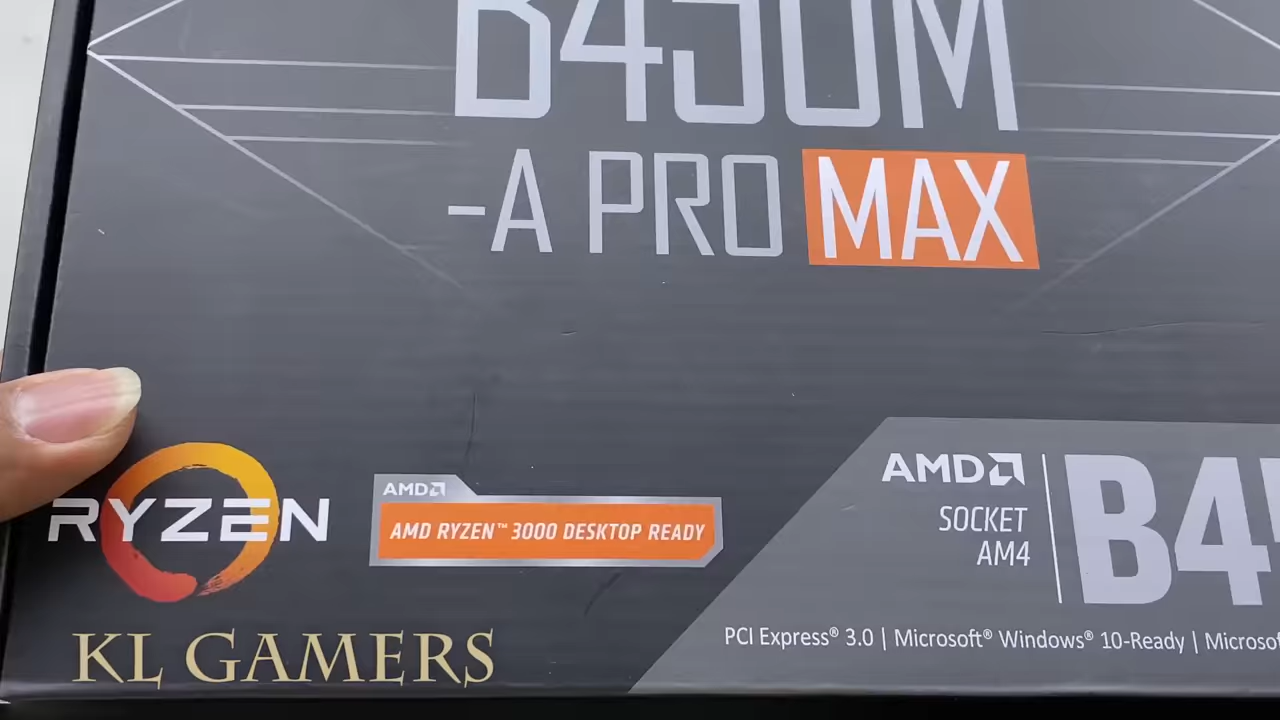 B450M
-A PRO MAX
RYZEN
AMD
AMD RYZEN™ 3000 DESKTOP READY
AMD
SOCKET
AM4
B4
PCI Express® 3.0 | Microsoft® Windows® 10-Ready |
KL GAMERS